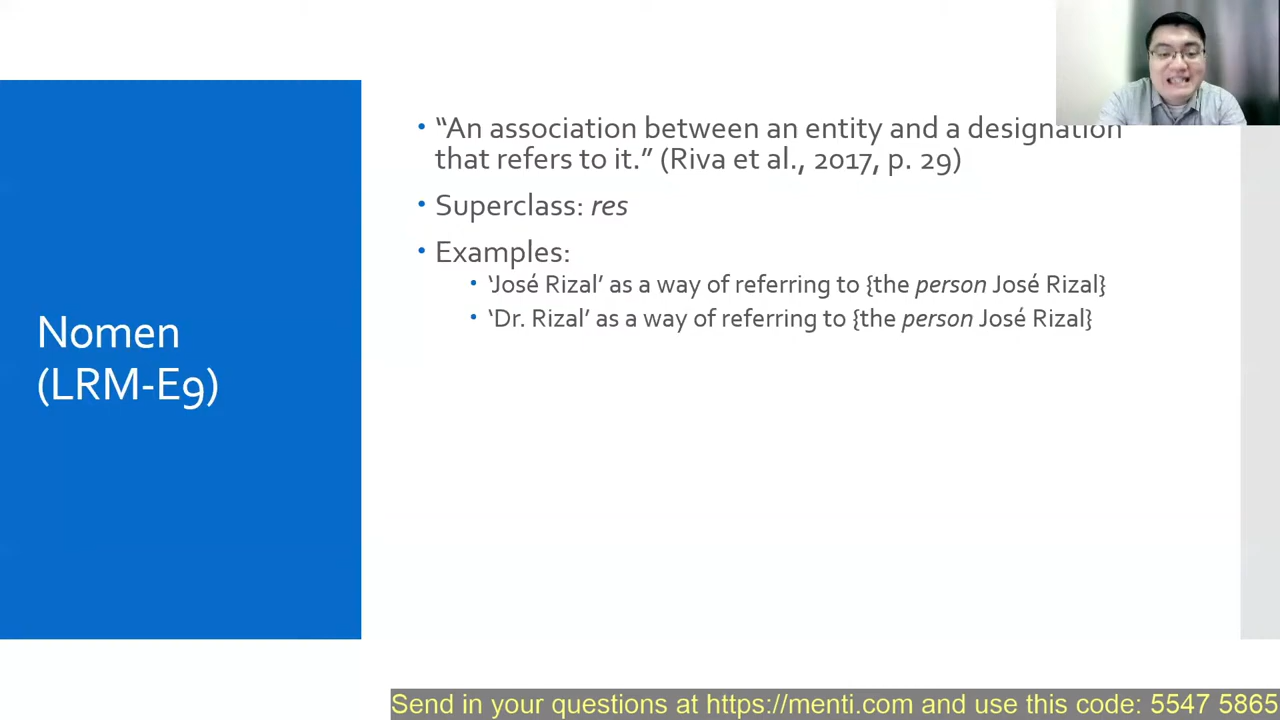 “An association between an entity and a designation
that refers to it.” (Riva et al., 2017, p. 29)
Superclass: res
Examples:
‘José Rizal’ as a way of referring to {the person José Rizal}
‘Dr. Rizal’ as a way of referring to {the person José Rizal}
Nomen
(LRM-E9)
Send in your questions at https://menti.com and use this code: 5547 5865